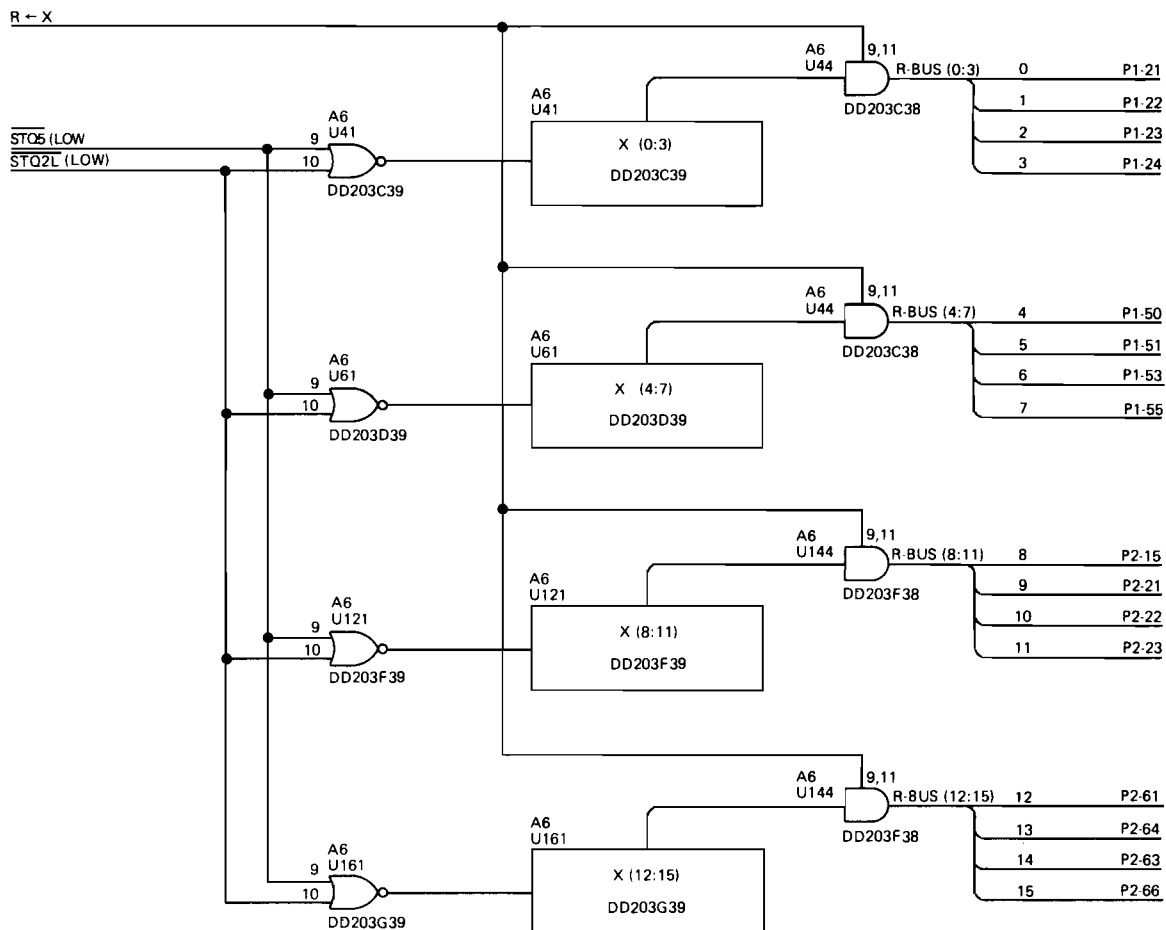 R ← X
A6
U44
9,11
R-BUS (0:3)
0
P1-21
DD203C38
1
P1-22
2
P1-23
3
P1-24
A6
U41
X (0:3)
DD203C39
A6
U41
STQ5 (LOW
9
STQ2L (LOW)
10
DD203C39
A6
U44
9,11
R-BUS (4:7)
4
P1-50
DD203C38
5
P1-51
6
P1-53
7
P1-55
A6
U61
X (4:7)
DD203D39
A6
U61
9
10
DD203D39
A6
U144
9,11
R-BUS (8:11)
8
P2-15
DD203F38
9
P2-21
10
P2-22
11
P2-23
A6
U121
X (8:11)
DD203F39
A6
U121
9
10
DD203F39
A6
U144
9,11
R-BUS (12:15)
12
P2-61
DD203F38
13
P2-64
14
P2-63
15
P2-66
A6
U161
X (12:15)
DD203G39
A6
U161
9
10
DD203G39